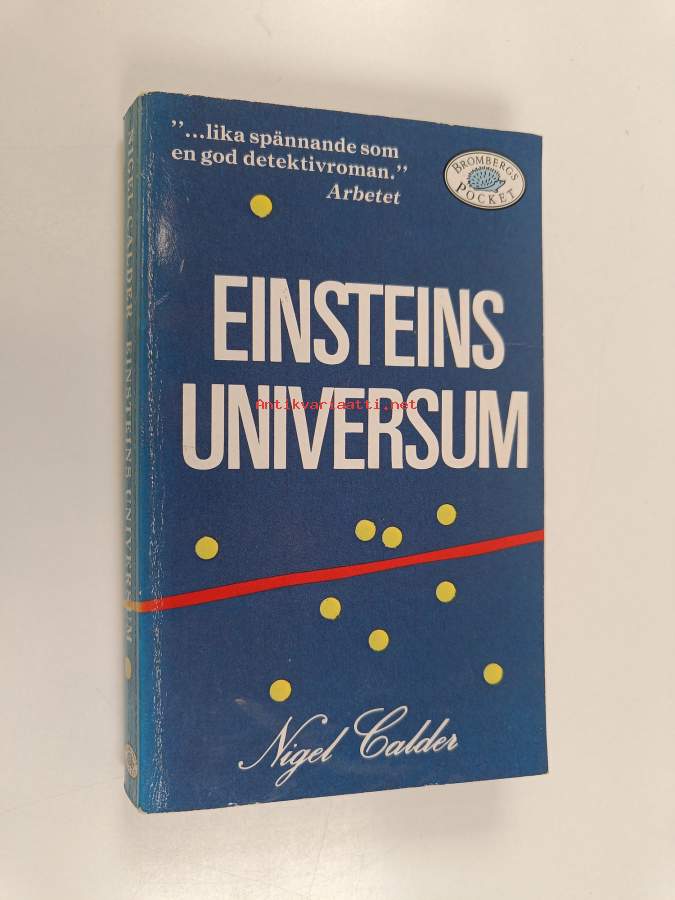 ”...lika spännande som
en god detektivroman.”
Arbetet
BROMBERGS
POCKET
EINSTEINS
UNIVERSUM
Antikvariaatti.net
Nigel Calder
NIGEL CALDER EINSTEINS UNIVERSUM